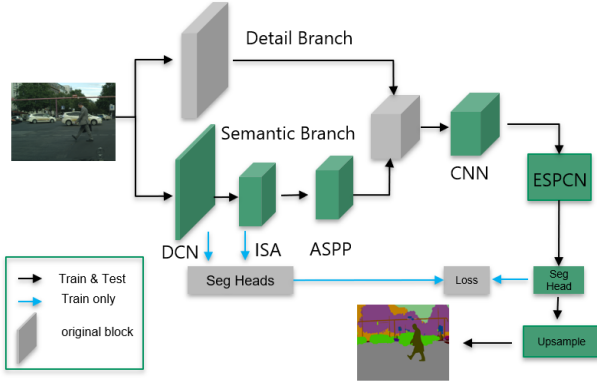 Detail Branch
Semantic Branch
CNN
ESPCN
DCN
ISA
ASPP
Seg Heads
Loss
Seg
Head
Upsample
Train & Test
Train only
original block